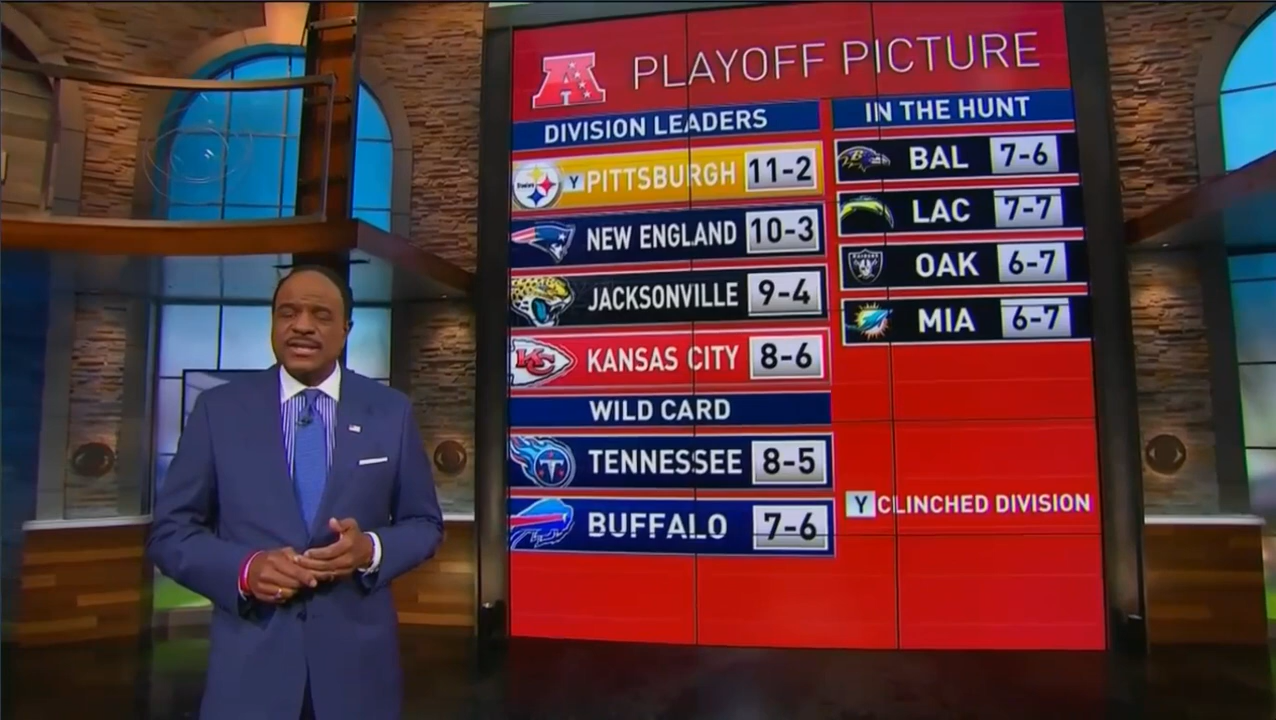 PLAYOFF PICTURE
DIVISION LEADERS
Y PITTSBURGH 11-2
NEW ENGLAND 10-3
JACKSONVILLE 9-4
KANSAS CITY 8-6
WILD CARD
TENNESSEE 8-5
BUFFALO 7-6
IN THE HUNT
BAL 7-6
LAC 7-7
OAK 6-7
MIA 6-7
Y CLINCHED DIVISION